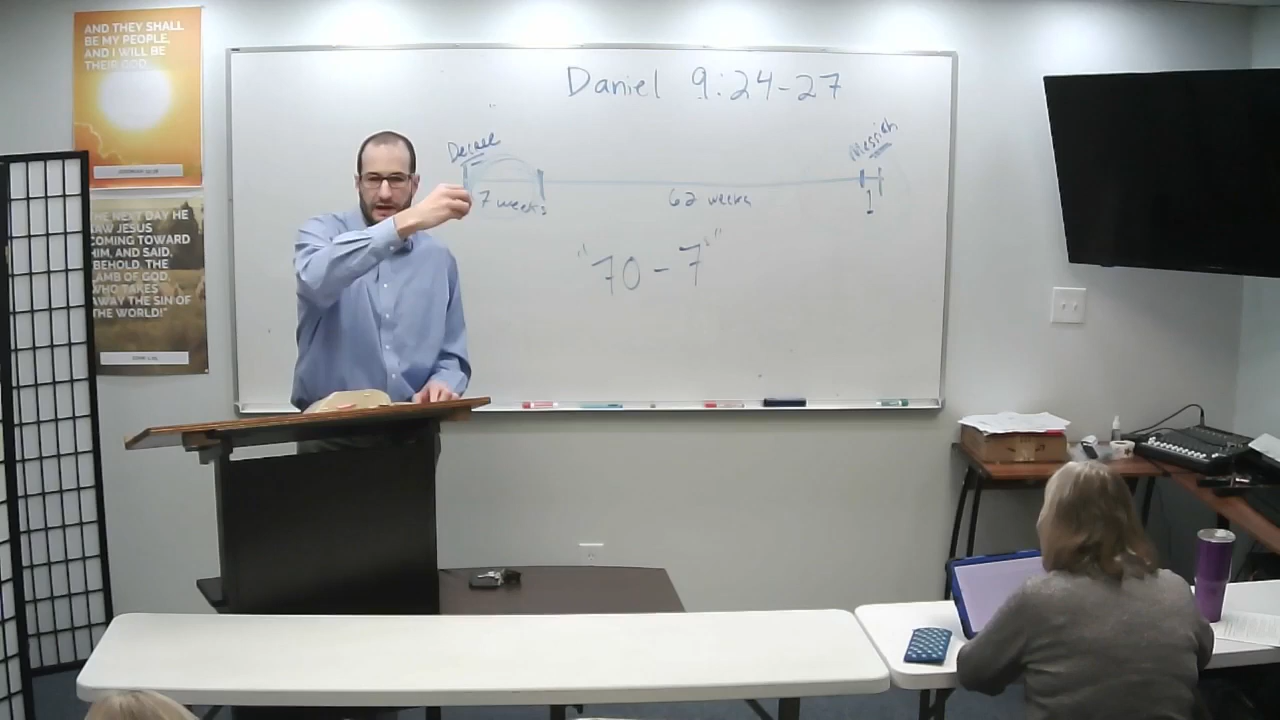 AND THEY SHALL
BE MY PEOPLE,
AND I WILL BE
THEIR GOD.
THE NEXT DAY HE
SAW JESUS
COMING TOWARD
HIM, AND SAID,
"BEHOLD, THE
LAMB OF GOD,
WHO TAKES
AWAY THE SIN OF
THE WORLD!"
Daniel 9:24-27
Decree
Messiah
7 weeks
62 weeks
1
"70-7's"